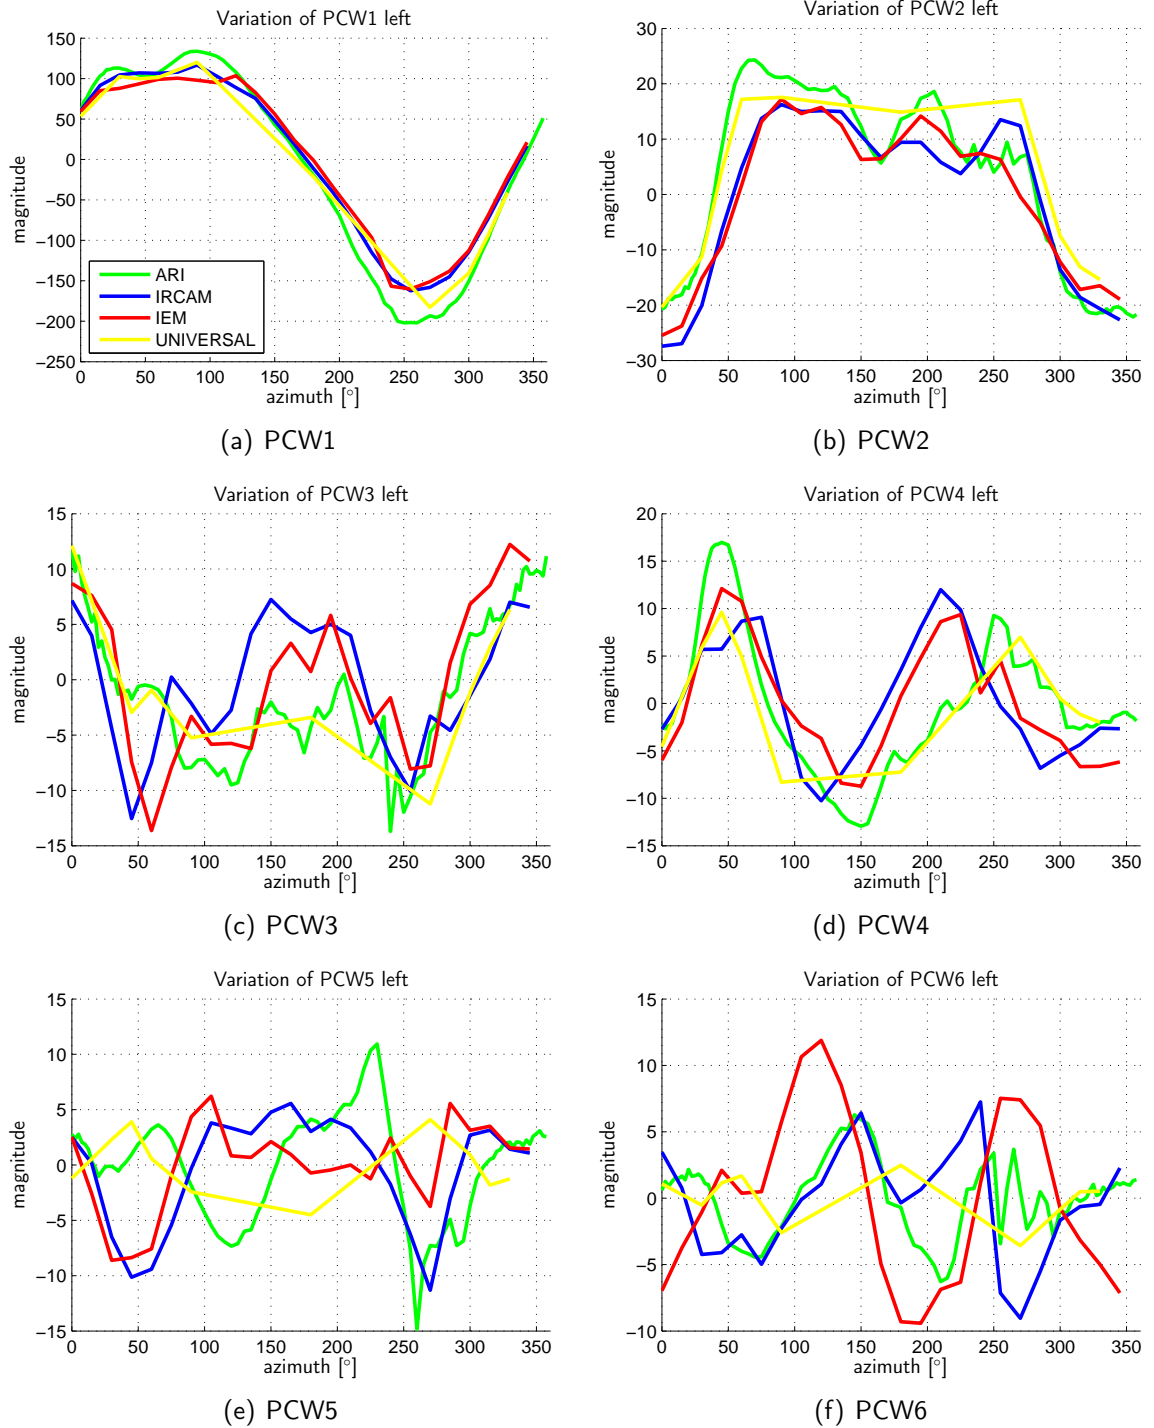 Variation of PCW1 left
150
100
50
0
−50
−100
−150
−200
−250
magnitude
ARI
IRCAM
IEM
UNIVERSAL
0 50 100 150 200 250 300 350
azimuth [°]
(a) PCW1
Variation of PCW2 left
30
20
10
0
−10
−20
−30
magnitude
0 50 100 150 200 250 300 350
azimuth [°]
(b) PCW2
Variation of PCW3 left
15
10
5
0
−5
−10
−15
magnitude
0 50 100 150 200 250 300 350
azimuth [°]
(c) PCW3
Variation of PCW4 left
20
15
10
5
0
−5
−10
−15
magnitude
0 50 100 150 200 250 300 350
azimuth [°]
(d) PCW4
Variation of PCW5 left
15
10
5
0
−5
−10
−15
magnitude
0 50 100 150 200 250 300 350
azimuth [°]
(e) PCW5
Variation of PCW6 left
15
10
5
0
−5
−10
magnitude
0 50 100 150 200 250 300 350
azimuth [°]
(f) PCW6